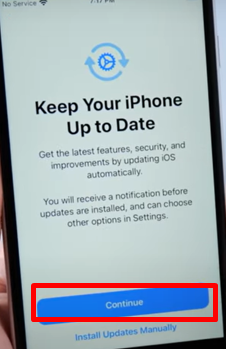 No Service
Keep Your iPhone
Up to Date
Get the latest features, security, and
improvements by updating iOS
automatically.
You will receive a notification before
updates are installed, and can choose
other options in Settings.
Continue
Install Updates Manually